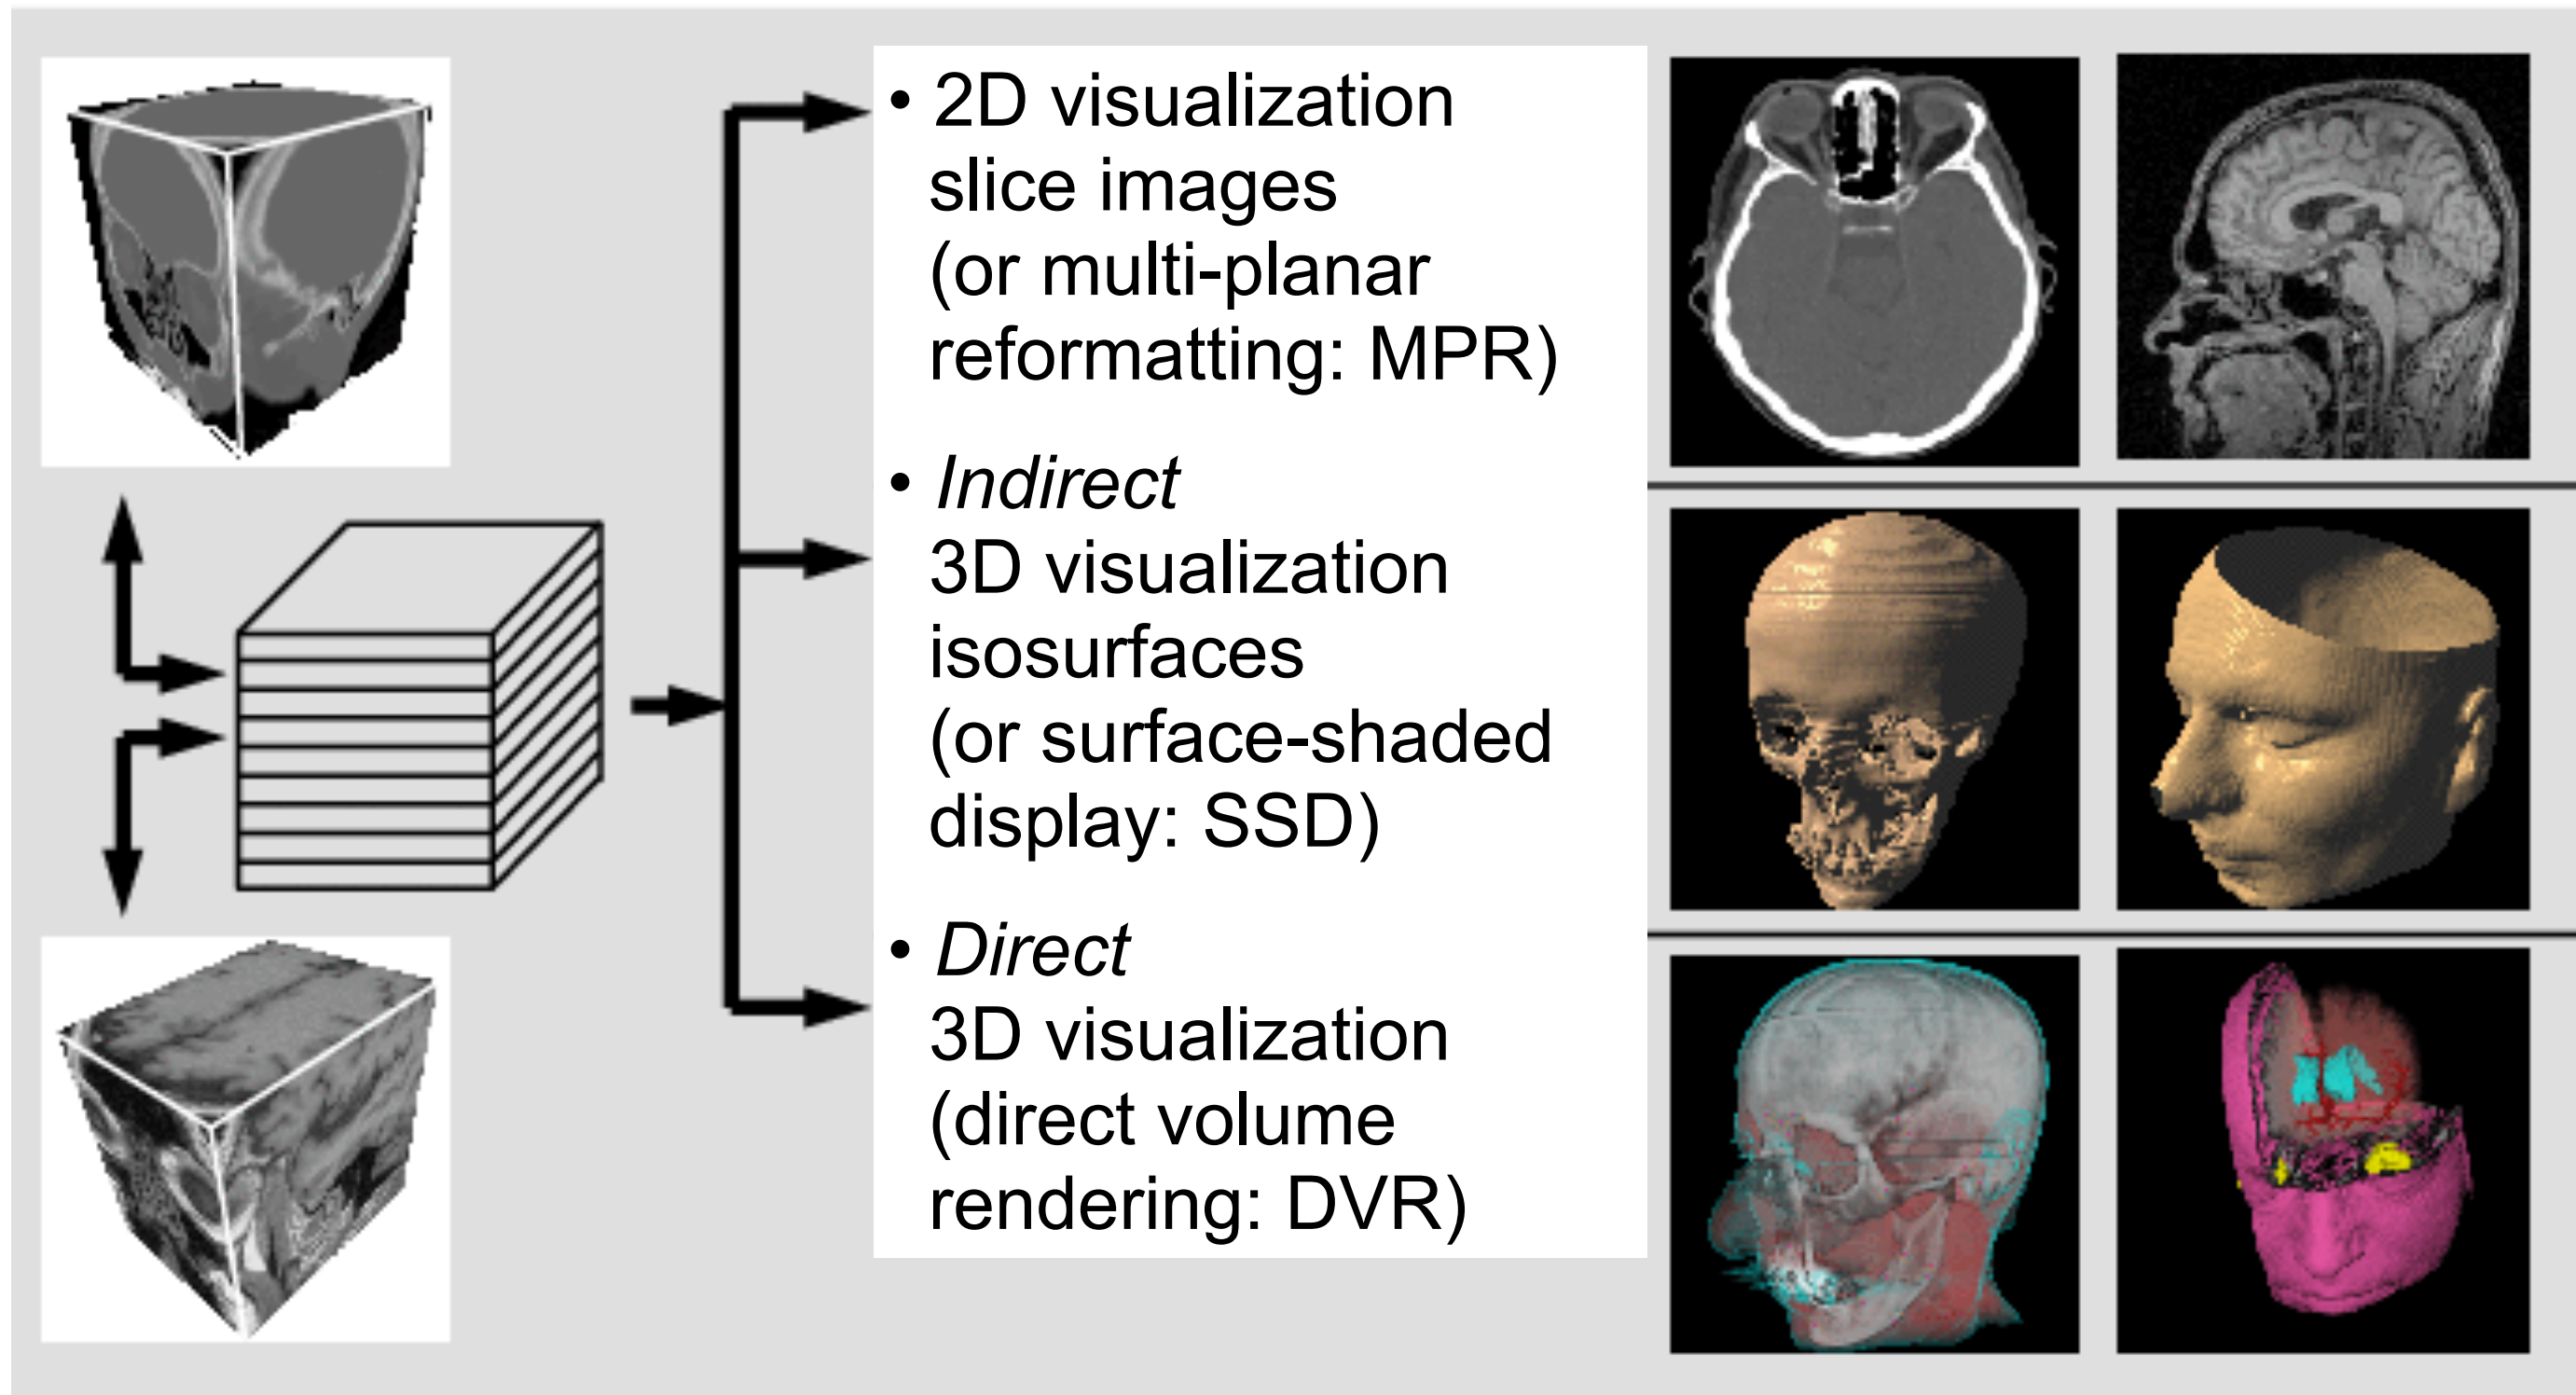 • 2D visualization
slice images
(or multi-planar
reformatting: MPR)
• Indirect
3D visualization
isosurfaces
(or surface-shaded
display: SSD)
• Direct
3D visualization
(direct volume
rendering: DVR)